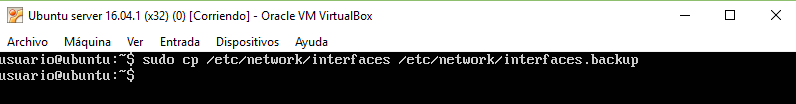 Ubuntu server 16.04.1 (x32) (0) [Corriendo] - Oracle VM VirtualBox
Archivo Máquina Ver Entrada Dispositivos Ayuda
usuario@ubuntu:~$ sudo cp /etc/network/interfaces /etc/network/interfaces.backup
usuario@ubuntu:~$